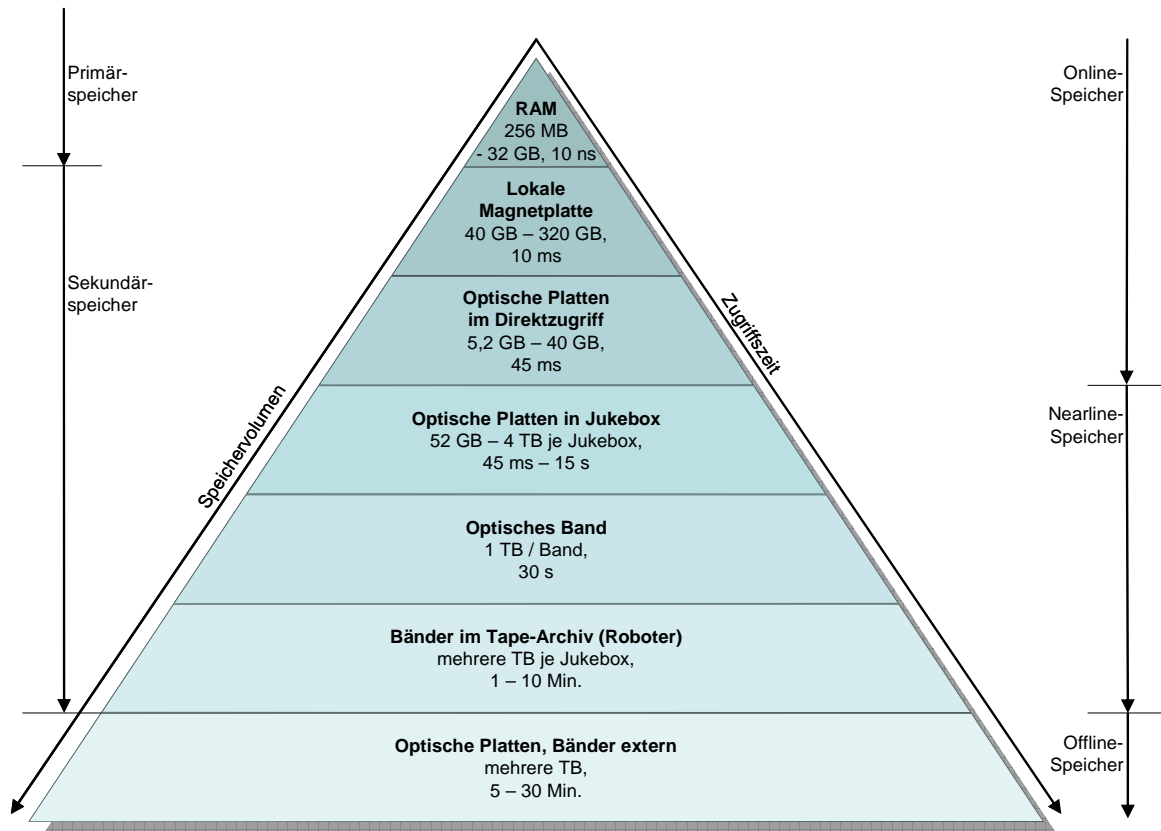 Primär-
speicher
Sekundär-
speicher
Speichervolumen
RAM
256 MB
- 32 GB, 10 ns
Lokale
Magnetplatte
40 GB – 320 GB,
10 ms
Optische Platten
im Direktzugriff
5,2 GB – 40 GB,
45 ms
Optische Platten in Jukebox
52 GB – 4 TB je Jukebox,
45 ms – 15 s
Optisches Band
1 TB / Band,
30 s
Bänder im Tape-Archiv (Roboter)
mehrere TB je Jukebox,
1 – 10 Min.
Optische Platten, Bänder extern
mehrere TB,
5 – 30 Min.
Zugriffszeit
Online-
Speicher
Nearline-
Speicher
Offline-
Speicher